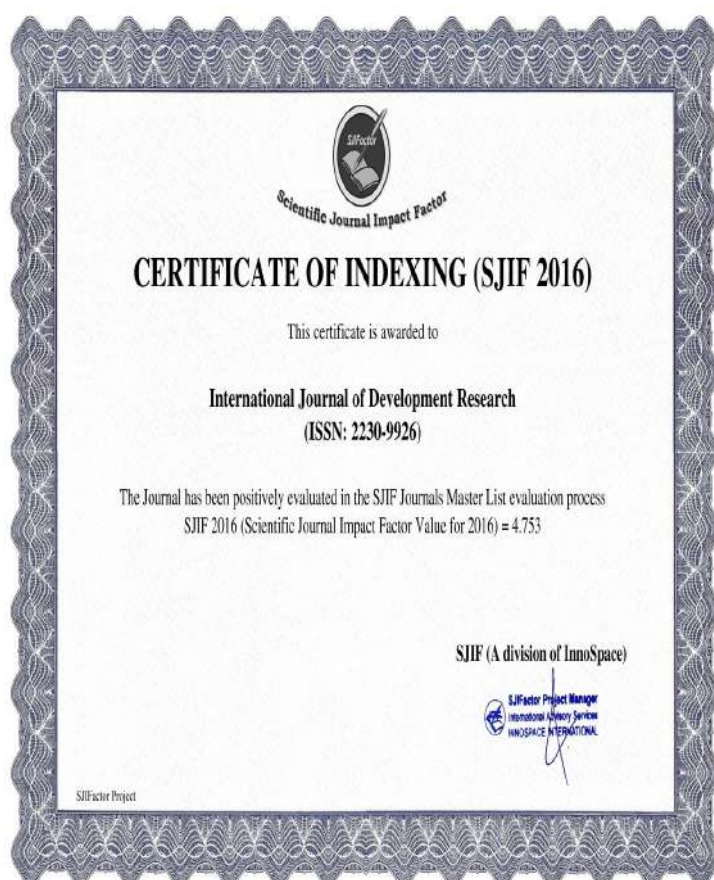 SJIFactor
Scientific Journal Impact Factor
CERTIFICATE OF INDEXING (SJIF 2016)
This certificate is awarded to
International Journal of Development Research
(ISSN: 2230-9926)
The Journal has been positively evaluated in the SJIF Journals Master List evaluation process
SJIF 2016 (Scientific Journal Impact Factor Value for 2016) = 4.753
SJIF (A division of InnoSpace)
SJIFactor Project Manager
International Advisory Services
INNOSPACE INTERNATIONAL
SJIFactor Project